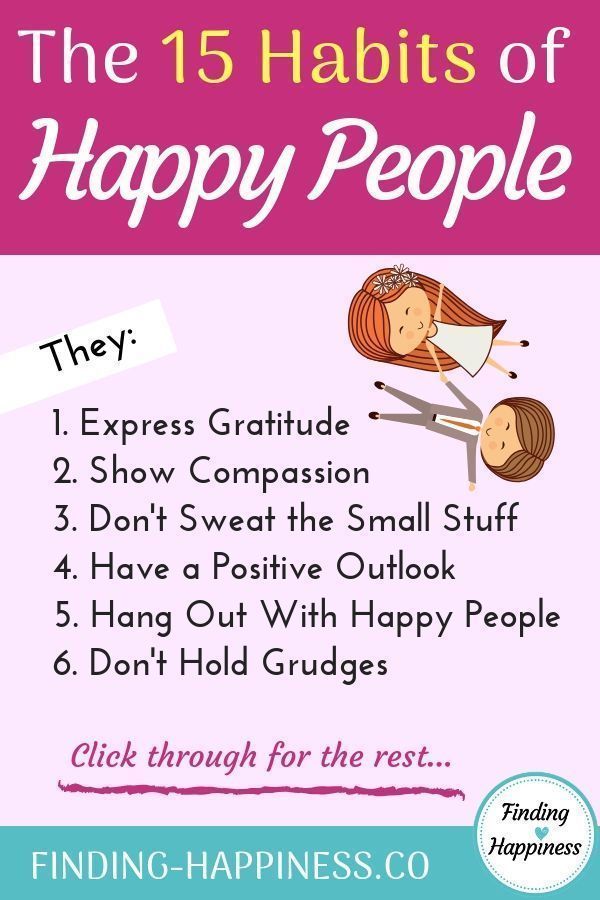 The 15 Habits of
Happy People
They:
1. Express Gratitude
2. Show Compassion
3. Don't Sweat the Small Stuff
4. Have a Positive Outlook
5. Hang Out With Happy People
6. Don't Hold Grudges
Click through for the rest...
Finding
Happiness
FINDING-HAPPINESS.CO